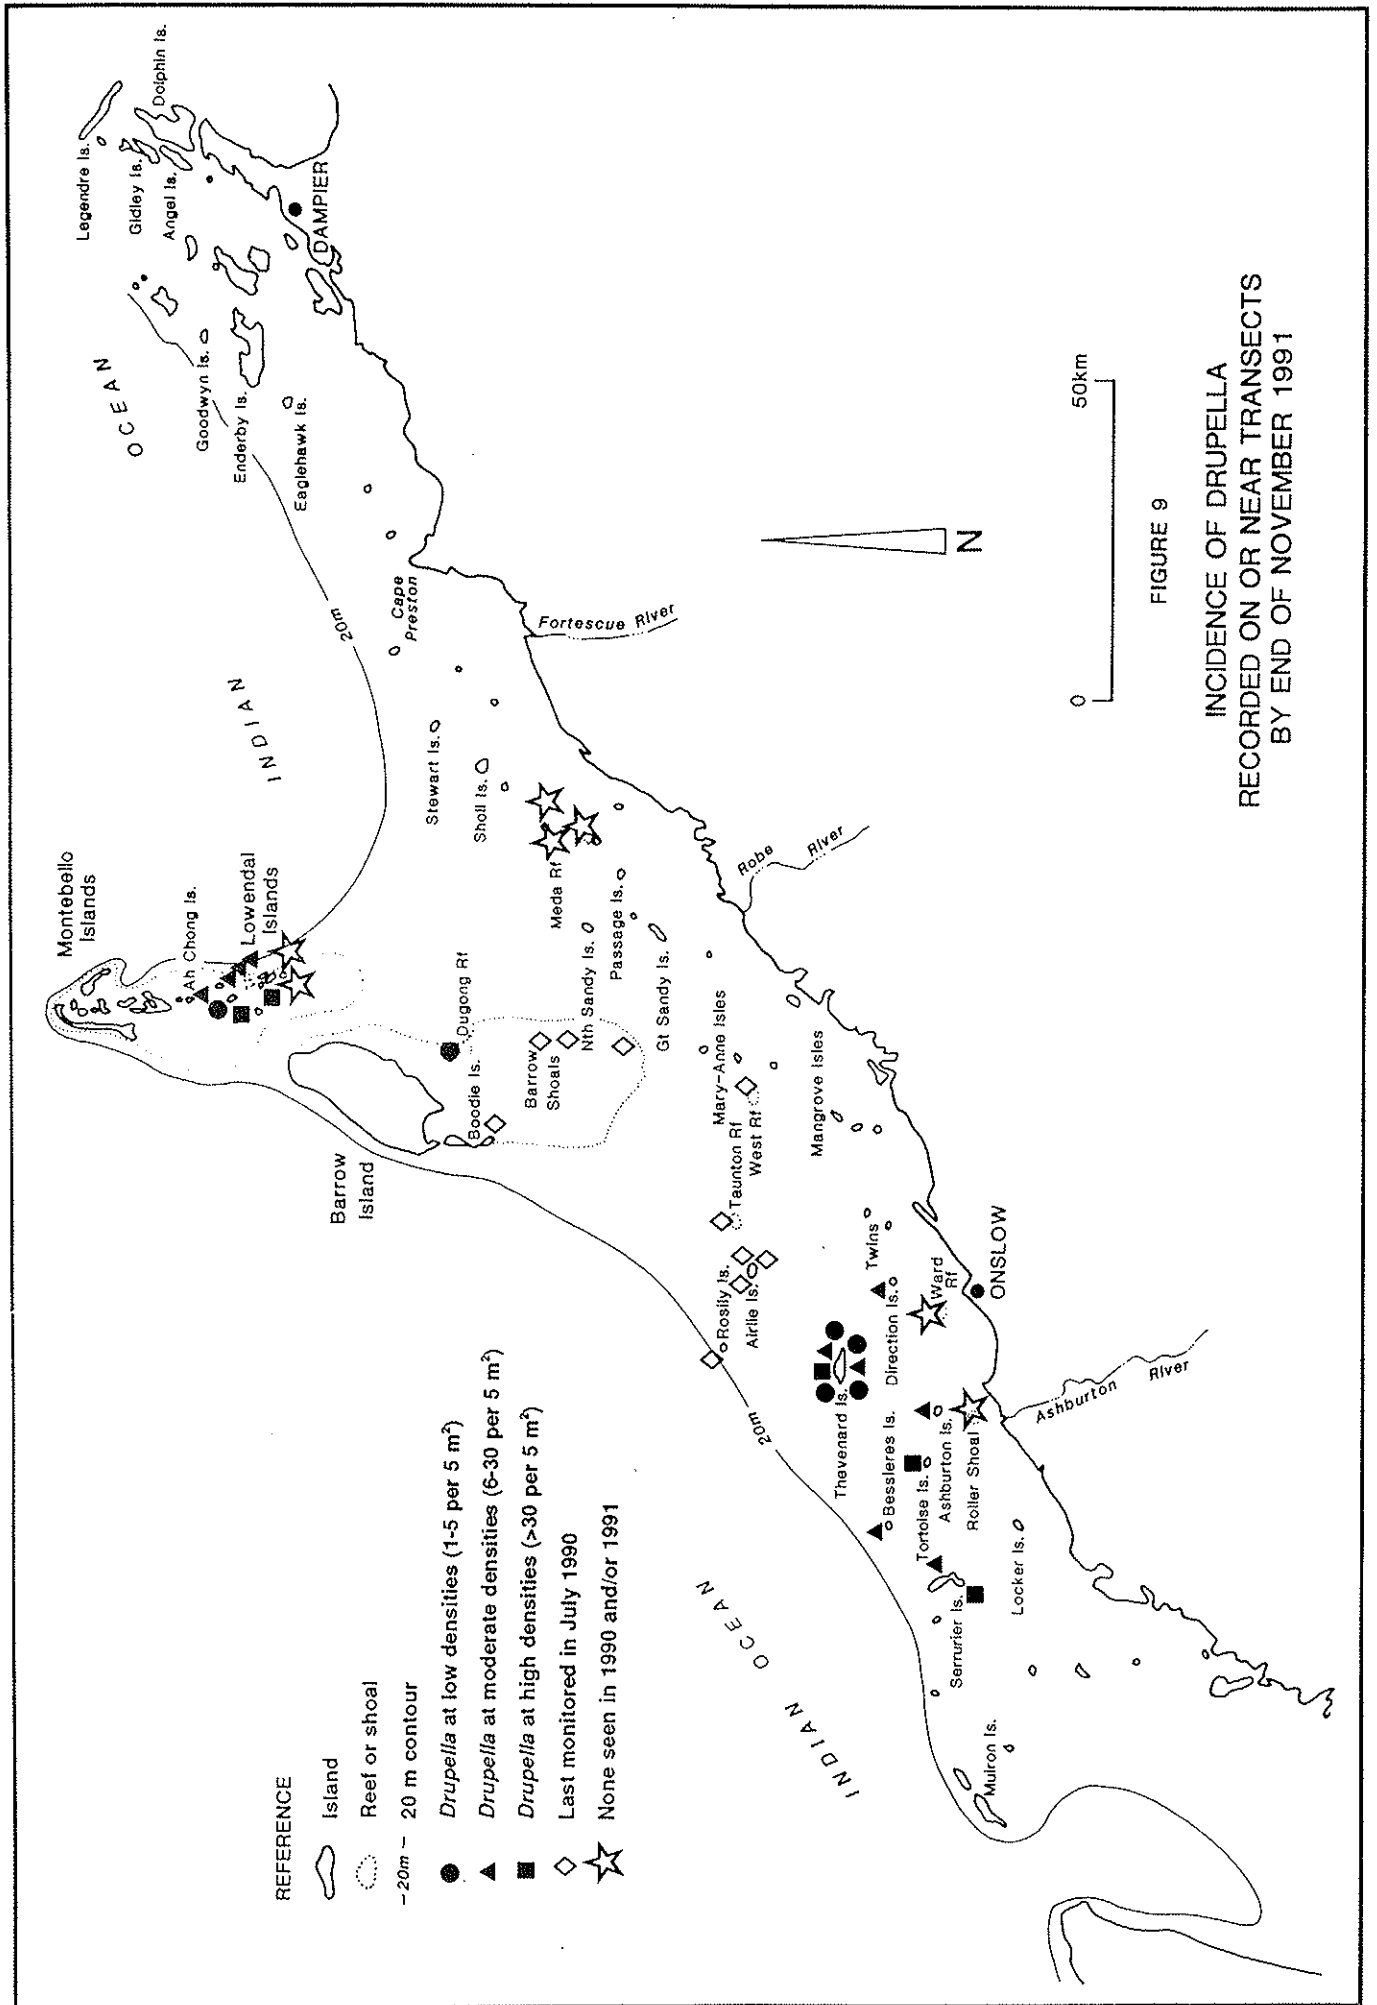 Legendre Is.
Gidley Is.
Angel Is.
Dolphin Is.
DAMPIER
OCEAN
Goodwyn Is.
Enderby Is.
Eaglehawk Is.
20m
Cape
Preston
Fortescue River
INDIAN
Stewart Is.
Sholl Is.
Meda Rf
Montebello
Islands
Ah Chong Is.
Lowendal
Islands
Dugong Rf
Boodie Is.
Barrow
Shoals
Nth Sandy Is.
Passage Is.
Gt Sandy Is.
Robe
River
Mary-Anne Isles
Taunton Rf
West Rf
Mangrove Isles
Barrow
Island
Rosily Is.
Airlie Is.
Twins
Direction Is.
Ward
Rf
ONSLOW
Thevenard Is.
Bessleres Is.
Tortoise Is.
Ashburton Is.
Roller Shoal
Ashburton
River
20m
Serrurier Is.
Locker Is.
Muiron Is.
INDIAN OCEAN
REFERENCE
Island
Reef or shoal
-20m - 20 m contour
Drupella at low densities (1-5 per 5 m²)
Drupella at moderate densities (6-30 per 5 m²)
Drupella at high densities (>30 per 5 m²)
Last monitored in July 1990
None seen in 1990 and/or 1991
N
0
50km
FIGURE 9
INCIDENCE OF DRUPELLA
RECORDED ON OR NEAR TRANSECTS
BY END OF NOVEMBER 1991